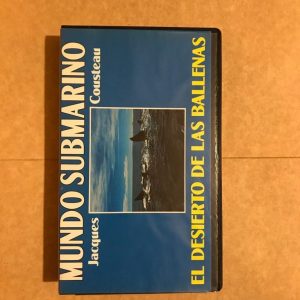 MUNDO SUBMARINO
Jacques Cousteau
EL DESIERTO DE LAS BALLENAS